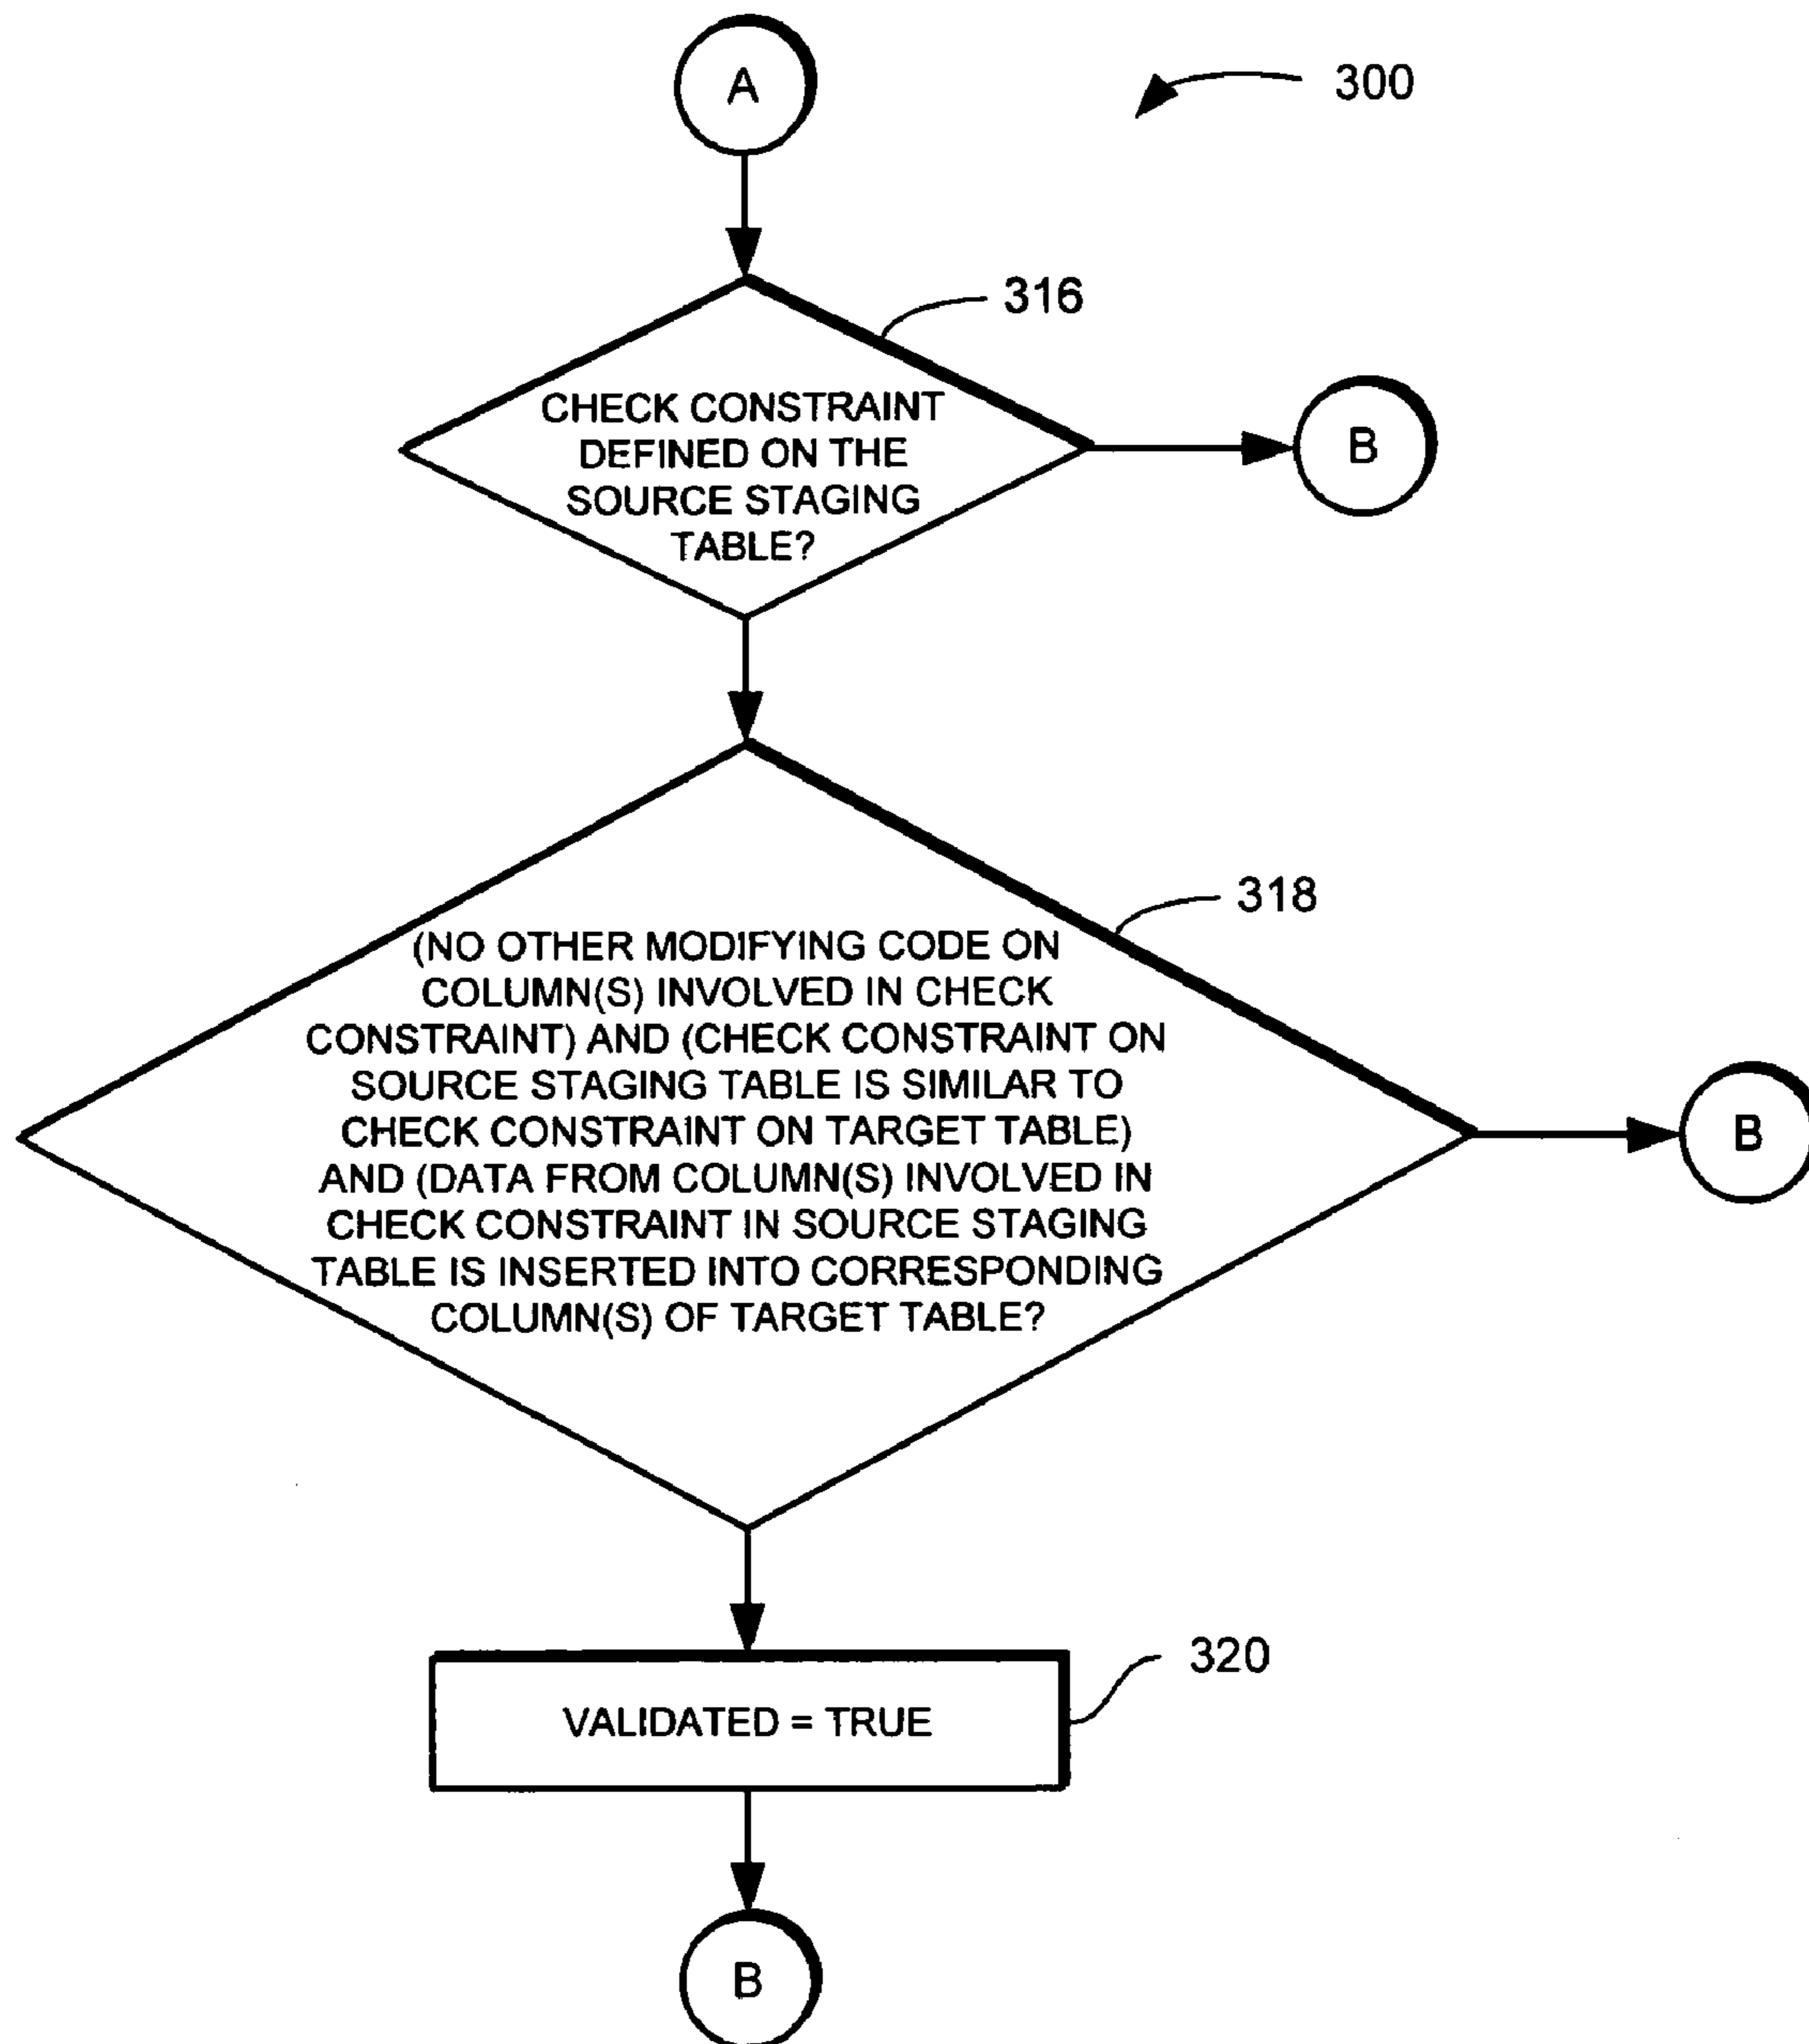 A
300
316
CHECK CONSTRAINT
DEFINED ON THE
SOURCE STAGING
TABLE?
B
318
(NO OTHER MODIFYING CODE ON
COLUMN(S) INVOLVED IN CHECK
CONSTRAINT) AND (CHECK CONSTRAINT ON
SOURCE STAGING TABLE IS SIMILAR TO
CHECK CONSTRAINT ON TARGET TABLE)
AND (DATA FROM COLUMN(S) INVOLVED IN
CHECK CONSTRAINT IN SOURCE STAGING
TABLE IS INSERTED INTO CORRESPONDING
COLUMN(S) OF TARGET TABLE?
B
320
VALIDATED = TRUE
B